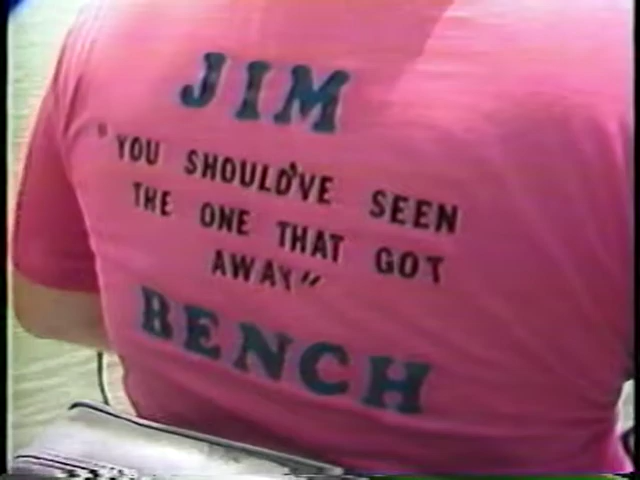 JIM
"YOU SHOULD'VE SEEN
THE ONE THAT GOT
AWAY"
BENCH